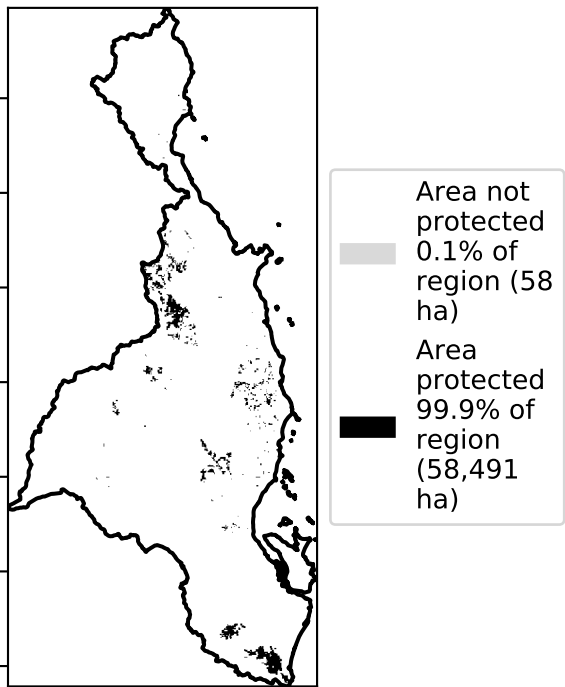 Area not
protected
0.1% of
region (58
ha)
Area
protected
99.9% of
region
(58,491
ha)